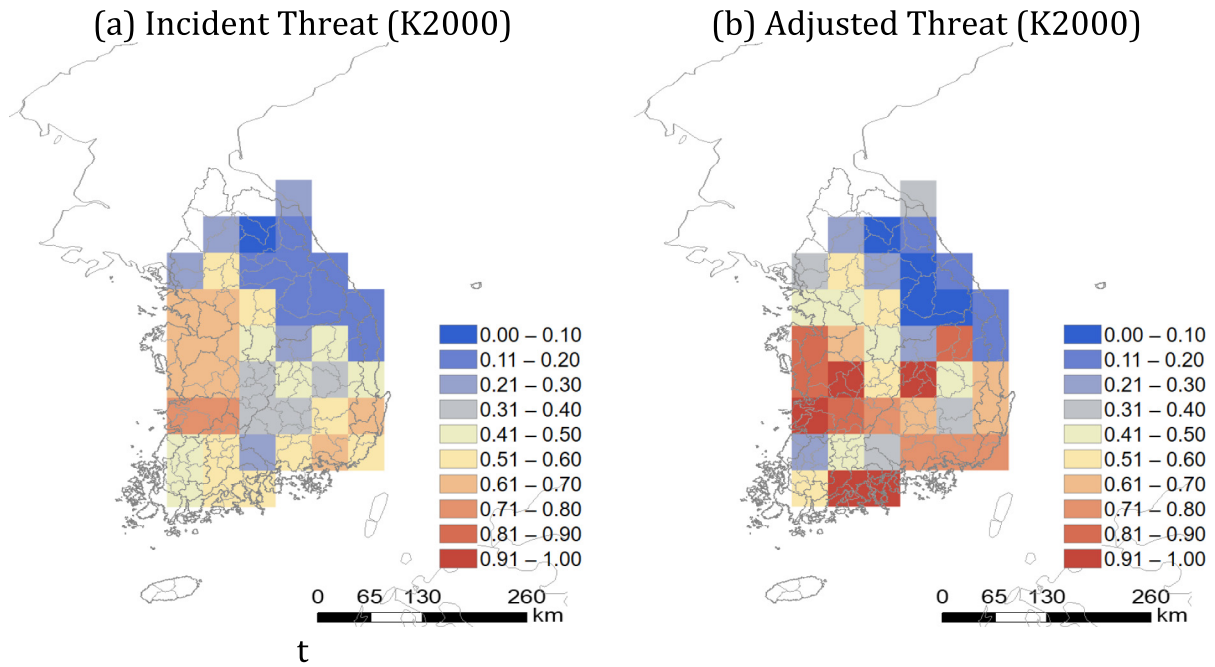 (a) Incident Threat (K2000)
(b) Adjusted Threat (K2000)
0.00 – 0.10
0.11 – 0.20
0.21 – 0.30
0.31 – 0.40
0.41 – 0.50
0.51 – 0.60
0.61 – 0.70
0.71 – 0.80
0.81 – 0.90
0.91 – 1.00
0 65 130 260
km
0.00 – 0.10
0.11 – 0.20
0.21 – 0.30
0.31 – 0.40
0.41 – 0.50
0.51 – 0.60
0.61 – 0.70
0.71 – 0.80
0.81 – 0.90
0.91 – 1.00
0 65 130 260
km
t